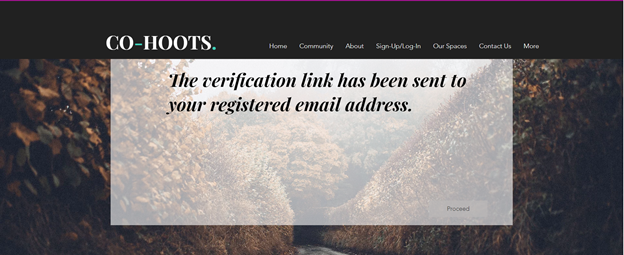 CO-HOOTS.
Home Community About Sign-Up/Log-In Our Spaces Contact Us More
The verification link has been sent to
your registered email address.
Proceed